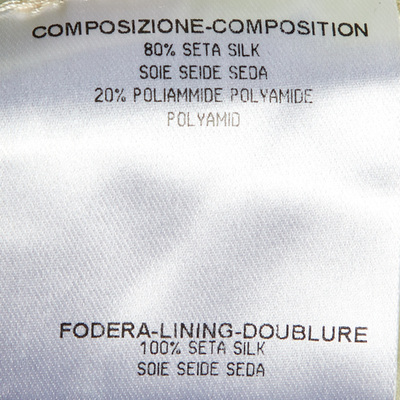 COMPOSIZIONE-COMPOSITION
80% SETA SILK
SOIE SEIDE SEDA
20% POLIAMMIDE POLYAMIDE
POLYAMID
FODERA-LINING-DOUBLURE
100% SETA SILK
SOIE SEIDE SEDA